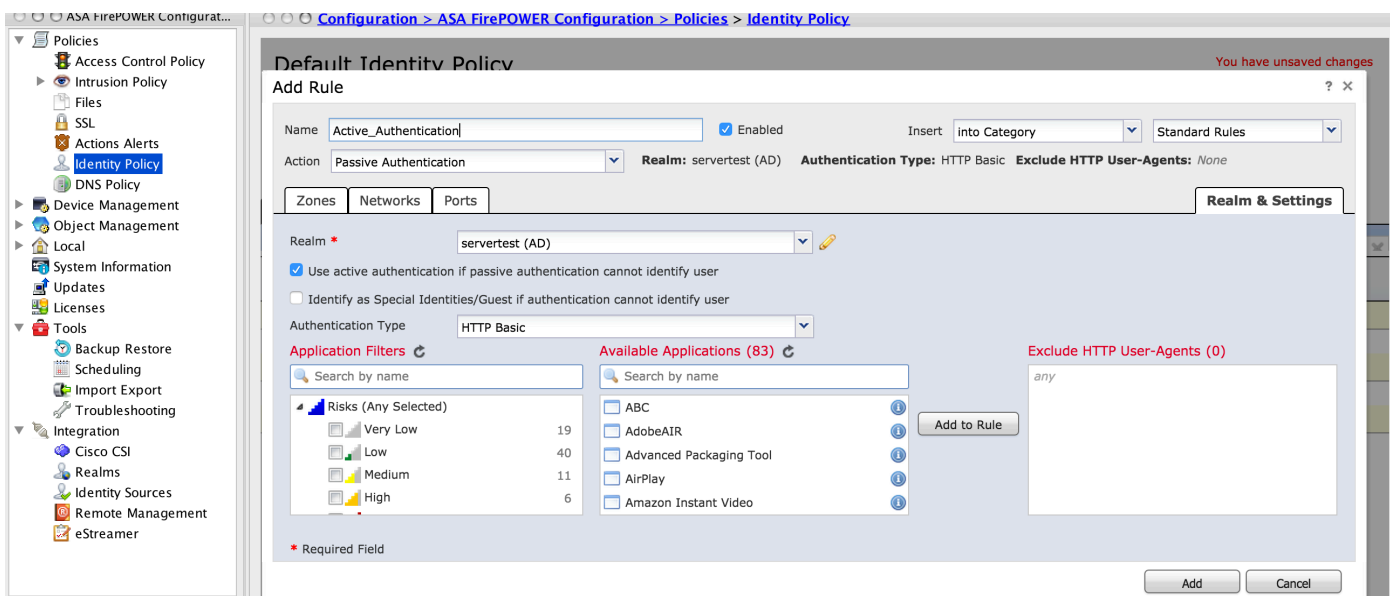 ASA FirePOWER Configurat...
Policies
Access Control Policy
Intrusion Policy
Files
SSL
Actions Alerts
Identity Policy
DNS Policy
Device Management
Object Management
Local
System Information
Updates
Licenses
Tools
Backup Restore
Scheduling
Import Export
Troubleshooting
Integration
Cisco CSI
Realms
Identity Sources
Remote Management
eStreamer
Configuration > ASA FirePOWER Configuration > Policies > Identity Policy
Default Identity Policy
You have unsaved changes
Add Rule
? ×
Name Active_Authentication Enabled Insert into Category Standard Rules
Action Passive Authentication Realm: servertest (AD) Authentication Type: HTTP Basic Exclude HTTP User-Agents: None
Zones Networks Ports Realm & Settings
Realm * servertest (AD)
Use active authentication if passive authentication cannot identify user
Identify as Special Identities/Guest if authentication cannot identify user
Authentication Type HTTP Basic
Application Filters
Search by name
Risks (Any Selected)
Very Low 19
Low 40
Medium 11
High 6
Available Applications (83)
Search by name
ABC
AdobeAIR
Advanced Packaging Tool
AirPlay
Amazon Instant Video
Add to Rule
Exclude HTTP User-Agents (0)
any
* Required Field
Add Cancel